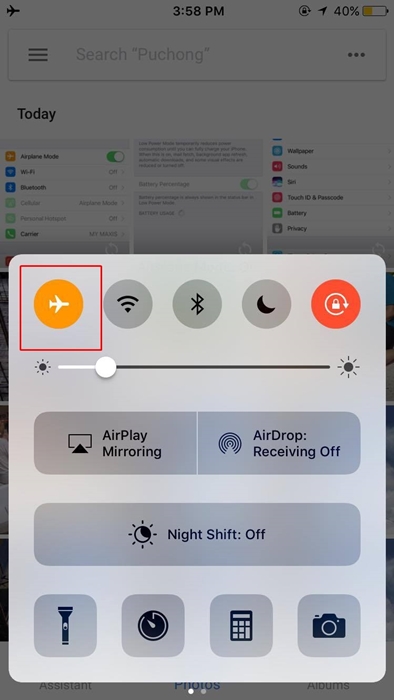 3:58 PM
40%
Search "Puchong"
Today
Airplane Mode
Wi-Fi Off
Bluetooth Off
Cellular Airplane Mode
Personal Hotspot Off
Carrier MY MAXIS
Battery Percentage
BATTERY USAGE
Wallpaper
Sounds
Siri
Touch ID & Passcode
Battery
Privacy
AirPlay
Mirroring
AirDrop:
Receiving Off
Night Shift: Off
Assistant Photos Albums